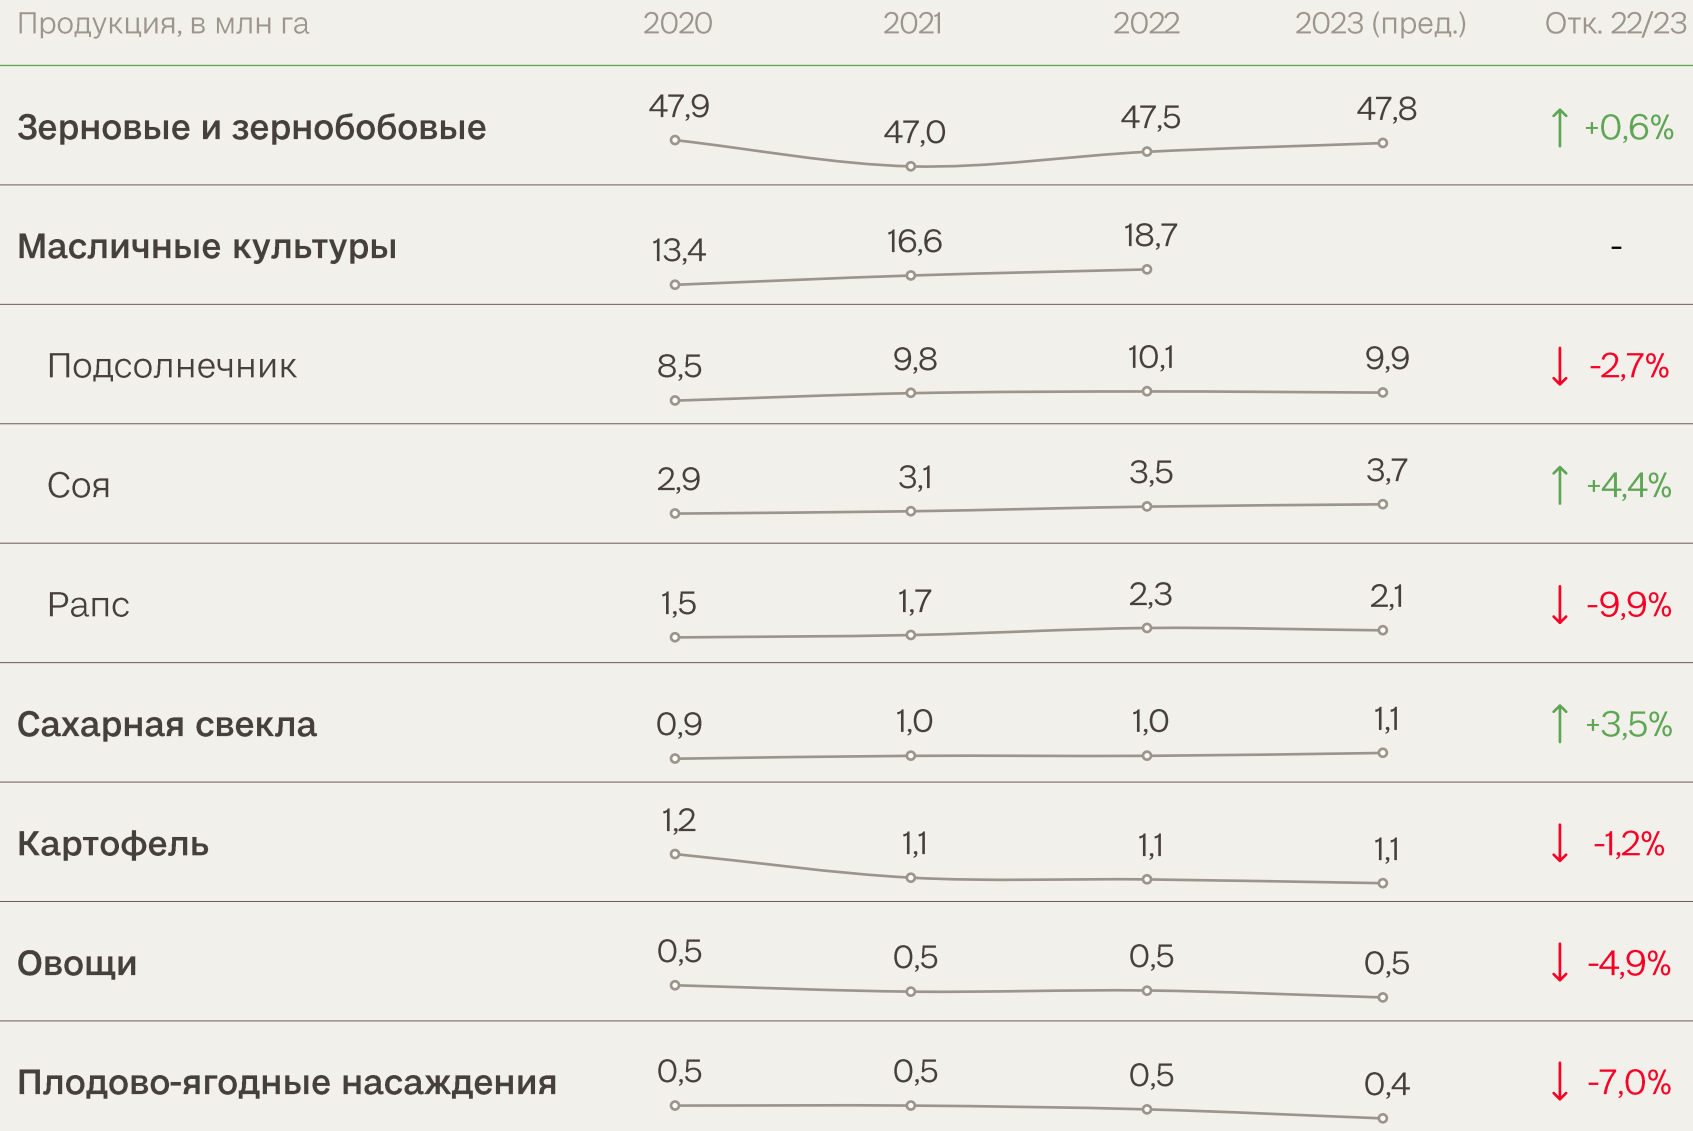 Продукция, в млн га 2020 2021 2022 2023 (пред.) Отк. 22/23
Зерновые и зернобобовые 47,9 47,0 47,5 47,8 ↑ +0,6%
Масличные культуры 13,4 16,6 18,7 -
Подсолнечник 8,5 9,8 10,1 9,9 ↓ -2,7%
Соя 2,9 3,1 3,5 3,7 ↑ +4,4%
Рапс 1,5 1,7 2,3 2,1 ↓ -9,9%
Сахарная свекла 0,9 1,0 1,0 1,1 ↑ +3,5%
Картофель 1,2 1,1 1,1 1,1 ↓ -1,2%
Овощи 0,5 0,5 0,5 0,5 ↓ -4,9%
Плодово-ягодные насаждения 0,5 0,5 0,5 0,4 ↓ -7,0%